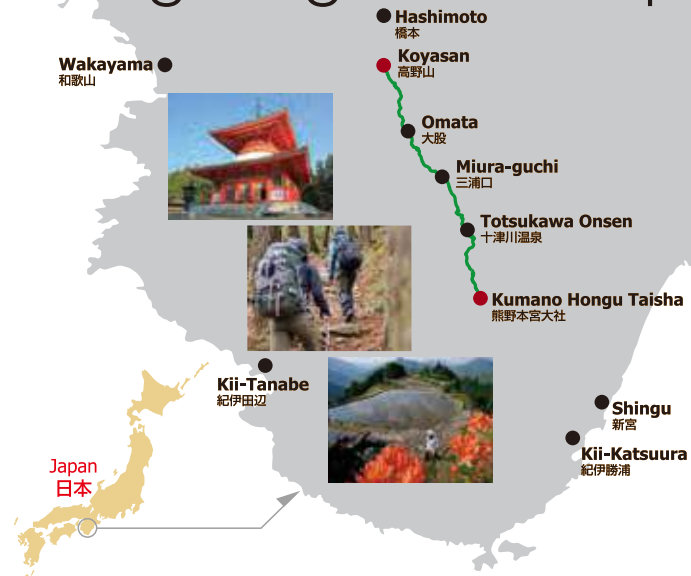 Hashimoto
橋本
Koyasan
高野山
Wakayama
和歌山
Omata
大股
Miura-guchi
三浦口
Totsukawa Onsen
十津川温泉
Kumano Hongu Taisha
熊野本宮大社
Kii-Tanabe
紀伊田辺
Shingu
新宮
Kii-Katsuura
紀伊勝浦
Japan
日本